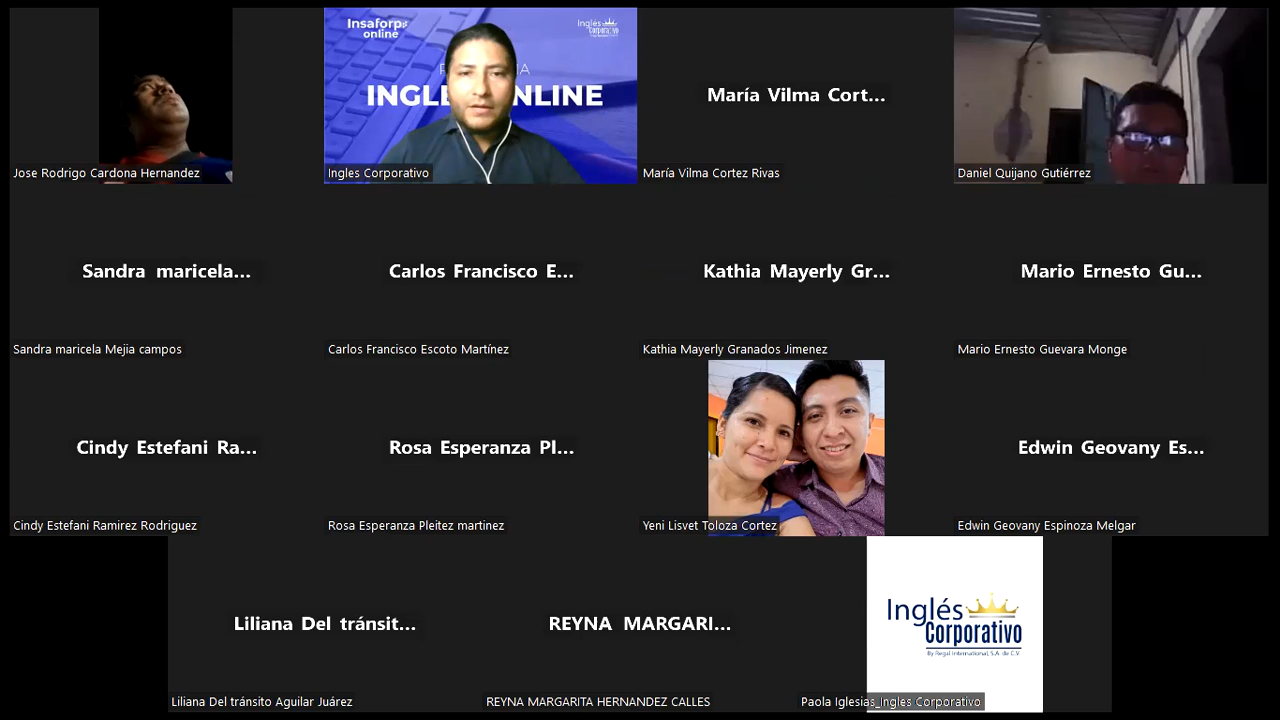 Insaforp
online
Inglés
Corporativo
INGL
NLINE
María Vilma Cort...
Jose Rodrigo Cardona Hernandez
Ingles Corporativo
María Vilma Cortez Rivas
Daniel Quijano Gutiérrez
Sandra maricela...
Carlos Francisco E...
Kathia Mayerly Gr...
Mario Ernesto Gu...
Sandra maricela Mejia campos
Carlos Francisco Escoto Martínez
Kathia Mayerly Granados Jimenez
Mario Ernesto Guevara Monge
Cindy Estefani Ra...
Rosa Esperanza Pl...
Edwin Geovany Es...
Cindy Estefani Ramirez Rodriguez
Rosa Esperanza Pleitez martinez
Yeni Lisvet Toloza Cortez
Edwin Geovany Espinoza Melgar
Liliana Del tránsit...
REYNA MARGARI...
Inglés
Corporativo
By Regal International, S.A. de C.V.
Liliana Del tránsito Aguilar Juárez
REYNA MARGARITA HERNANDEZ CALLES
Paola Iglesias_Ingles Corporativo